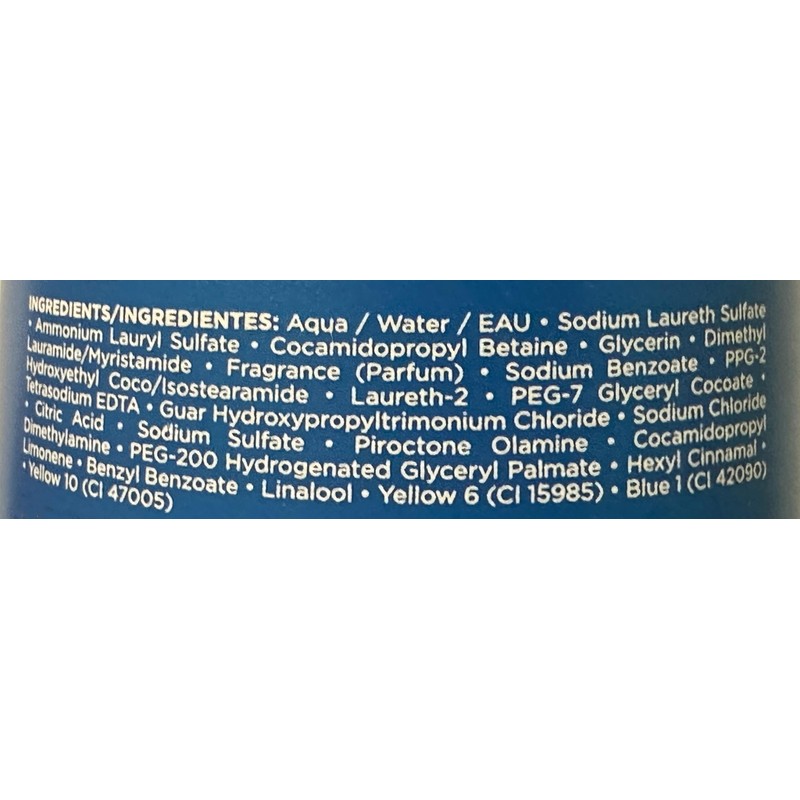 INGREDIENTS/INGREDIENTES: Aqua / Water / EAU • Sodium Laureth Sulfate
• Ammonium Lauryl Sulfate • Cocamidopropyl Betaine • Glycerin • Dimethyl
Lauramide/Myristamide • Fragrance (Parfum) • Sodium Benzoate • PPG-2
Hydroxyethyl Coco/Isostearamide • Laureth-2 • PEG-7 Glyceryl Cocoate •
Tetrasodium EDTA • Guar Hydroxypropyltrimonium Chloride • Sodium Chloride
• Citric Acid • Sodium Sulfate • Piroctone Olamine • Cocamidopropyl
Dimethylamine • PEG-200 Hydrogenated Glyceryl Palmate • Hexyl Cinnamal •
Limonene • Benzyl Benzoate • Linalool • Yellow 6 (CI 15985) • Blue 1 (CI 42090)
• Yellow 10 (CI 47005)